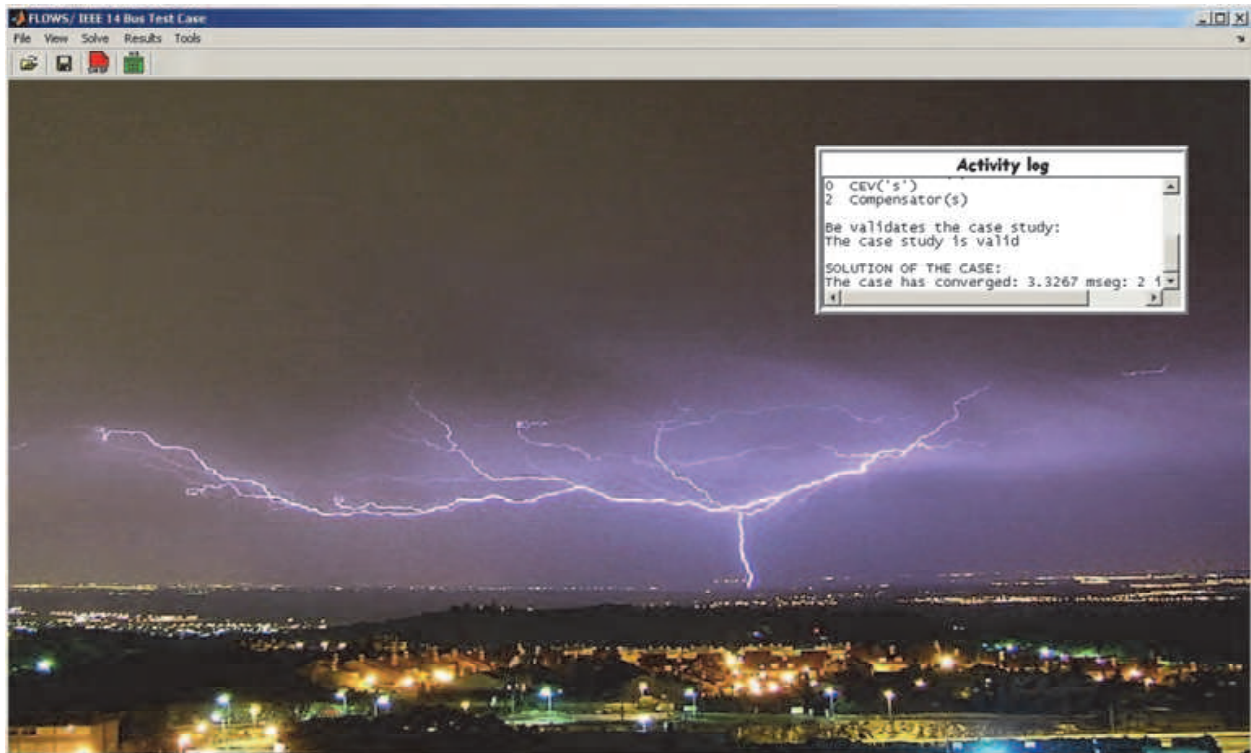 FLOWS/ IEEE 14 Bus Test Case
File View Solve Results Tools
Activity log
0 CEV('s')
2 Compensator(s)
Be validates the case study:
The case study is valid
SOLUTION OF THE CASE:
The case has converged: 3.3267 mseg: 2